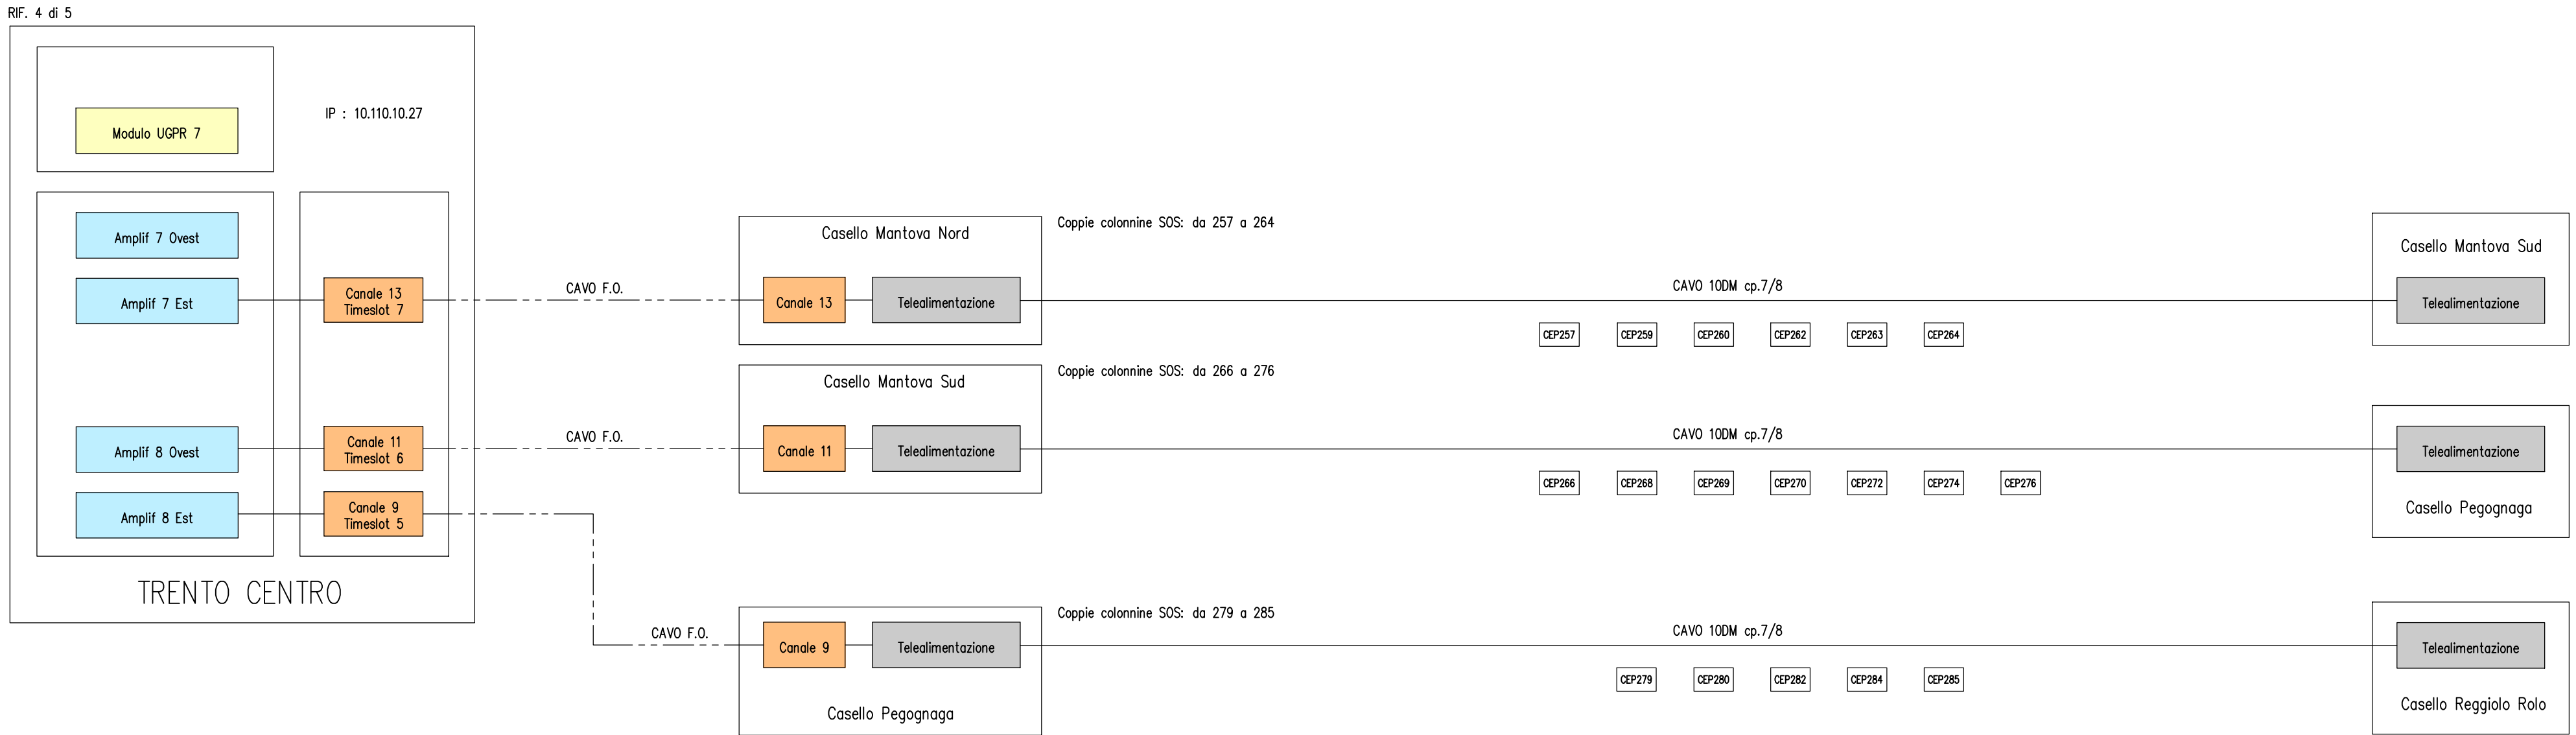 RIF. 4 di 5
Modulo UGPR 7
IP : 10.110.10.27
Amplif 7 Ovest
Amplif 7 Est
Canale 13
Timeslot 7
Amplif 8 Ovest
Canale 11
Timeslot 6
Amplif 8 Est
Canale 9
Timeslot 5
TRENTO CENTRO
CAVO F.O.
Casello Mantova Nord
Canale 13
Telealimentazione
Coppie colonnine SOS: da 257 a 264
CAVO 10DM cp.7/8
CEP257
CEP259
CEP260
CEP262
CEP263
CEP264
Casello Mantova Sud
Telealimentazione
CAVO F.O.
Casello Mantova Sud
Canale 11
Telealimentazione
Coppie colonnine SOS: da 266 a 276
CAVO 10DM cp.7/8
CEP266
CEP268
CEP269
CEP270
CEP272
CEP274
CEP276
Telealimentazione
Casello Pegognaga
CAVO F.O.
Canale 9
Telealimentazione
Casello Pegognaga
Coppie colonnine SOS: da 279 a 285
CAVO 10DM cp.7/8
CEP279
CEP280
CEP282
CEP284
CEP285
Telealimentazione
Casello Reggiolo Rolo